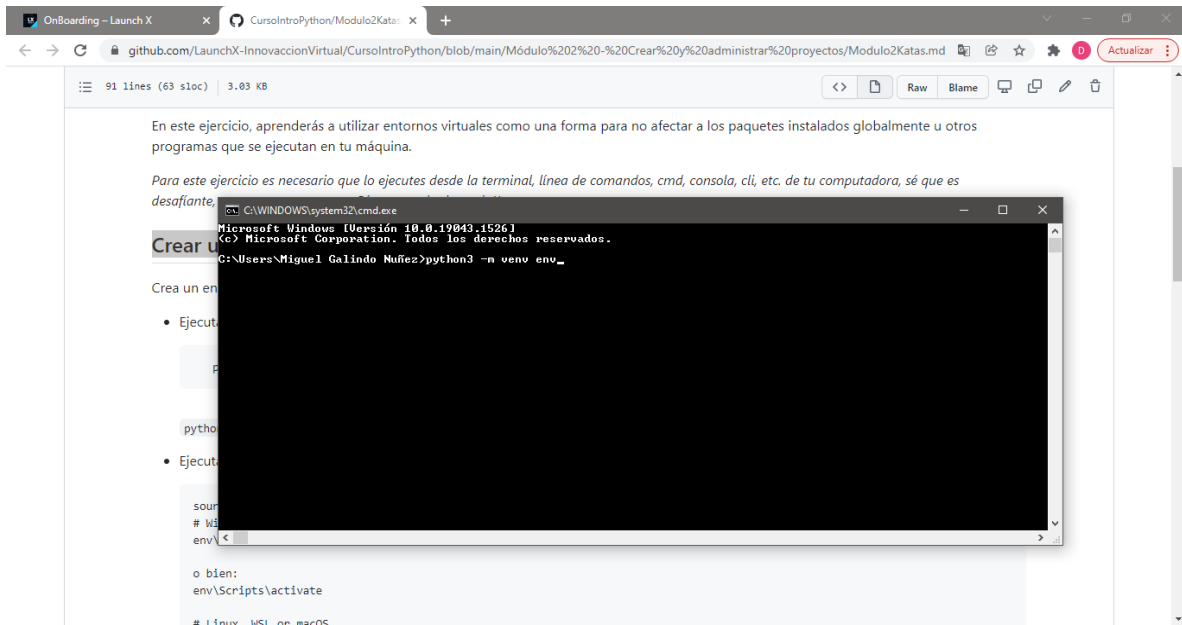 OnBoarding – Launch X
CursoIntroPython/Modulo2Katas
github.com/LaunchX-InnovaccionVirtual/CursoIntroPython/blob/main/Módulo%202%20-%20Crear%20y%20administrar%20proyectos/Modulo2Katas.md
D
Actualizar
91 lines (63 sloc)
3.03 KB
Raw
Blame
En este ejercicio, aprenderás a utilizar entornos virtuales como una forma para no afectar a los paquetes instalados globalmente u otros
programas que se ejecutan en tu máquina.
Para este ejercicio es necesario que lo ejecutes desde la terminal, línea de comandos, cmd, consola, cli, etc. de tu computadora, sé que es
desafiante,
C:\WINDOWS\system32\cmd.exe
Microsoft Windows [Versión 10.0.19043.1526]
(c) Microsoft Corporation. Todos los derechos reservados.
C:\Users\Miguel Galindo Nuñez>python3 -m venv env_
Crear u
Crea un en
Ejecuta
p
pytho
Ejecuta
sour
# Wi
env\
o bien:
env\Scripts\activate
# Linux, WSL or macOS